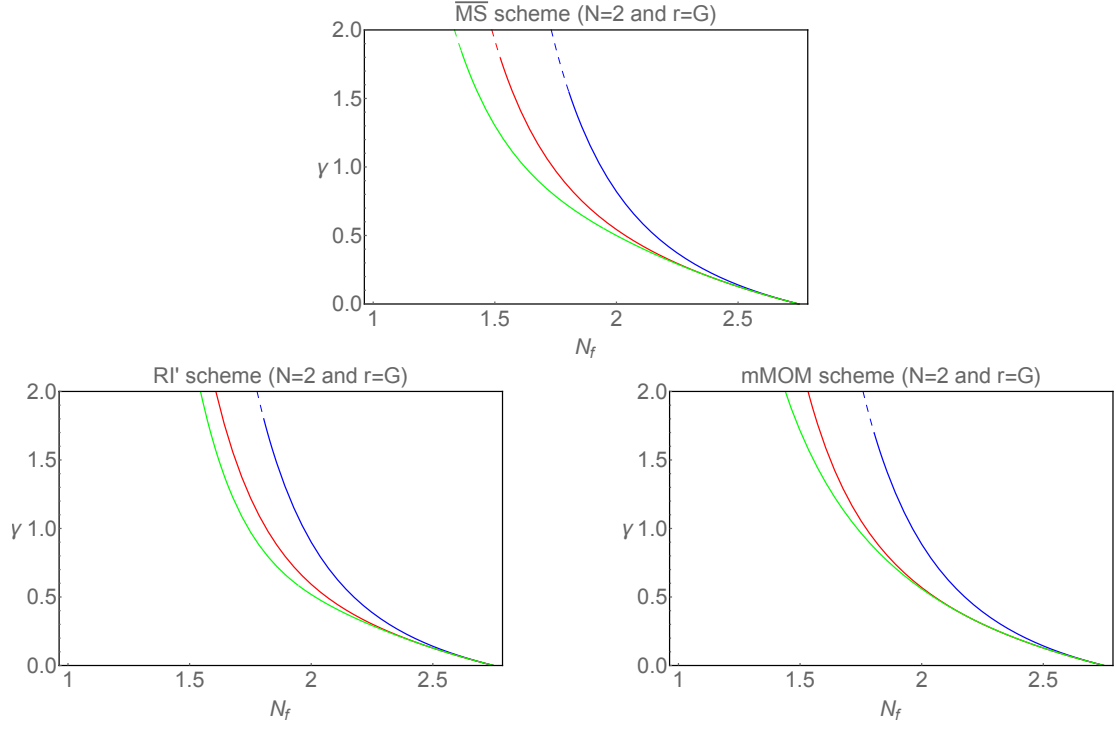 M̅S̅ scheme (N=2 and r=G)
2.0
1.5
γ 1.0
0.5
0.0
1 1.5 2 2.5
N_f
RI' scheme (N=2 and r=G)
2.0
1.5
γ 1.0
0.5
0.0
1 1.5 2 2.5
N_f
mMOM scheme (N=2 and r=G)
2.0
1.5
γ 1.0
0.5
0.0
1 1.5 2 2.5
N_f